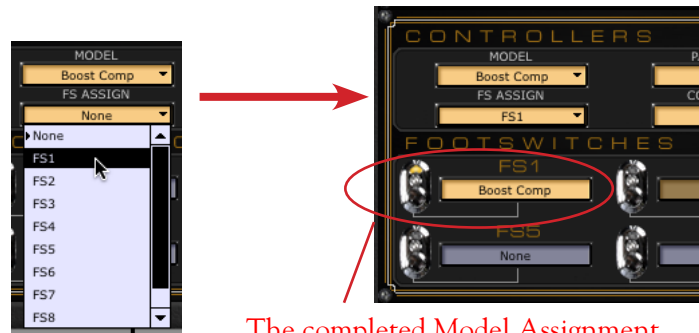 MODEL
Boost Comp
FS ASSIGN
None
None
FS1
FS2
FS3
FS4
FS5
FS6
FS7
FS8
CONTROLLERS
MODEL
Boost Comp
FS ASSIGN
FS1
FOOTSWITCHES
FS1
Boost Comp
FS5
None
The completed Model Assignment